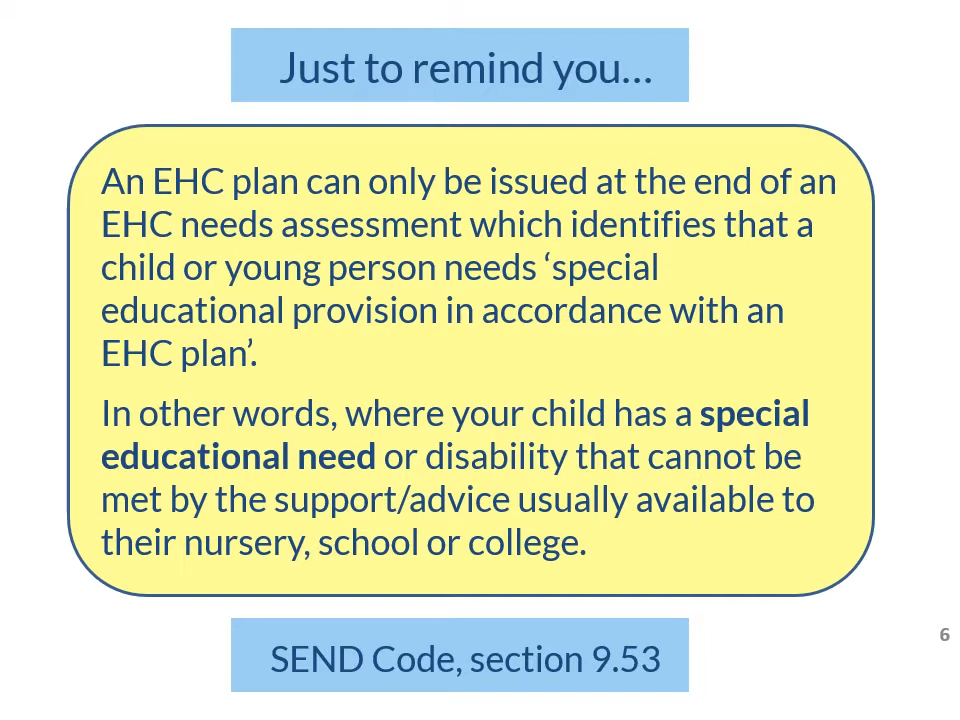 Just to remind you…
An EHC plan can only be issued at the end of an
EHC needs assessment which identifies that a
child or young person needs ‘special
educational provision in accordance with an
EHC plan’.
In other words, where your child has a special
educational need or disability that cannot be
met by the support/advice usually available to
their nursery, school or college.
6
SEND Code, section 9.53